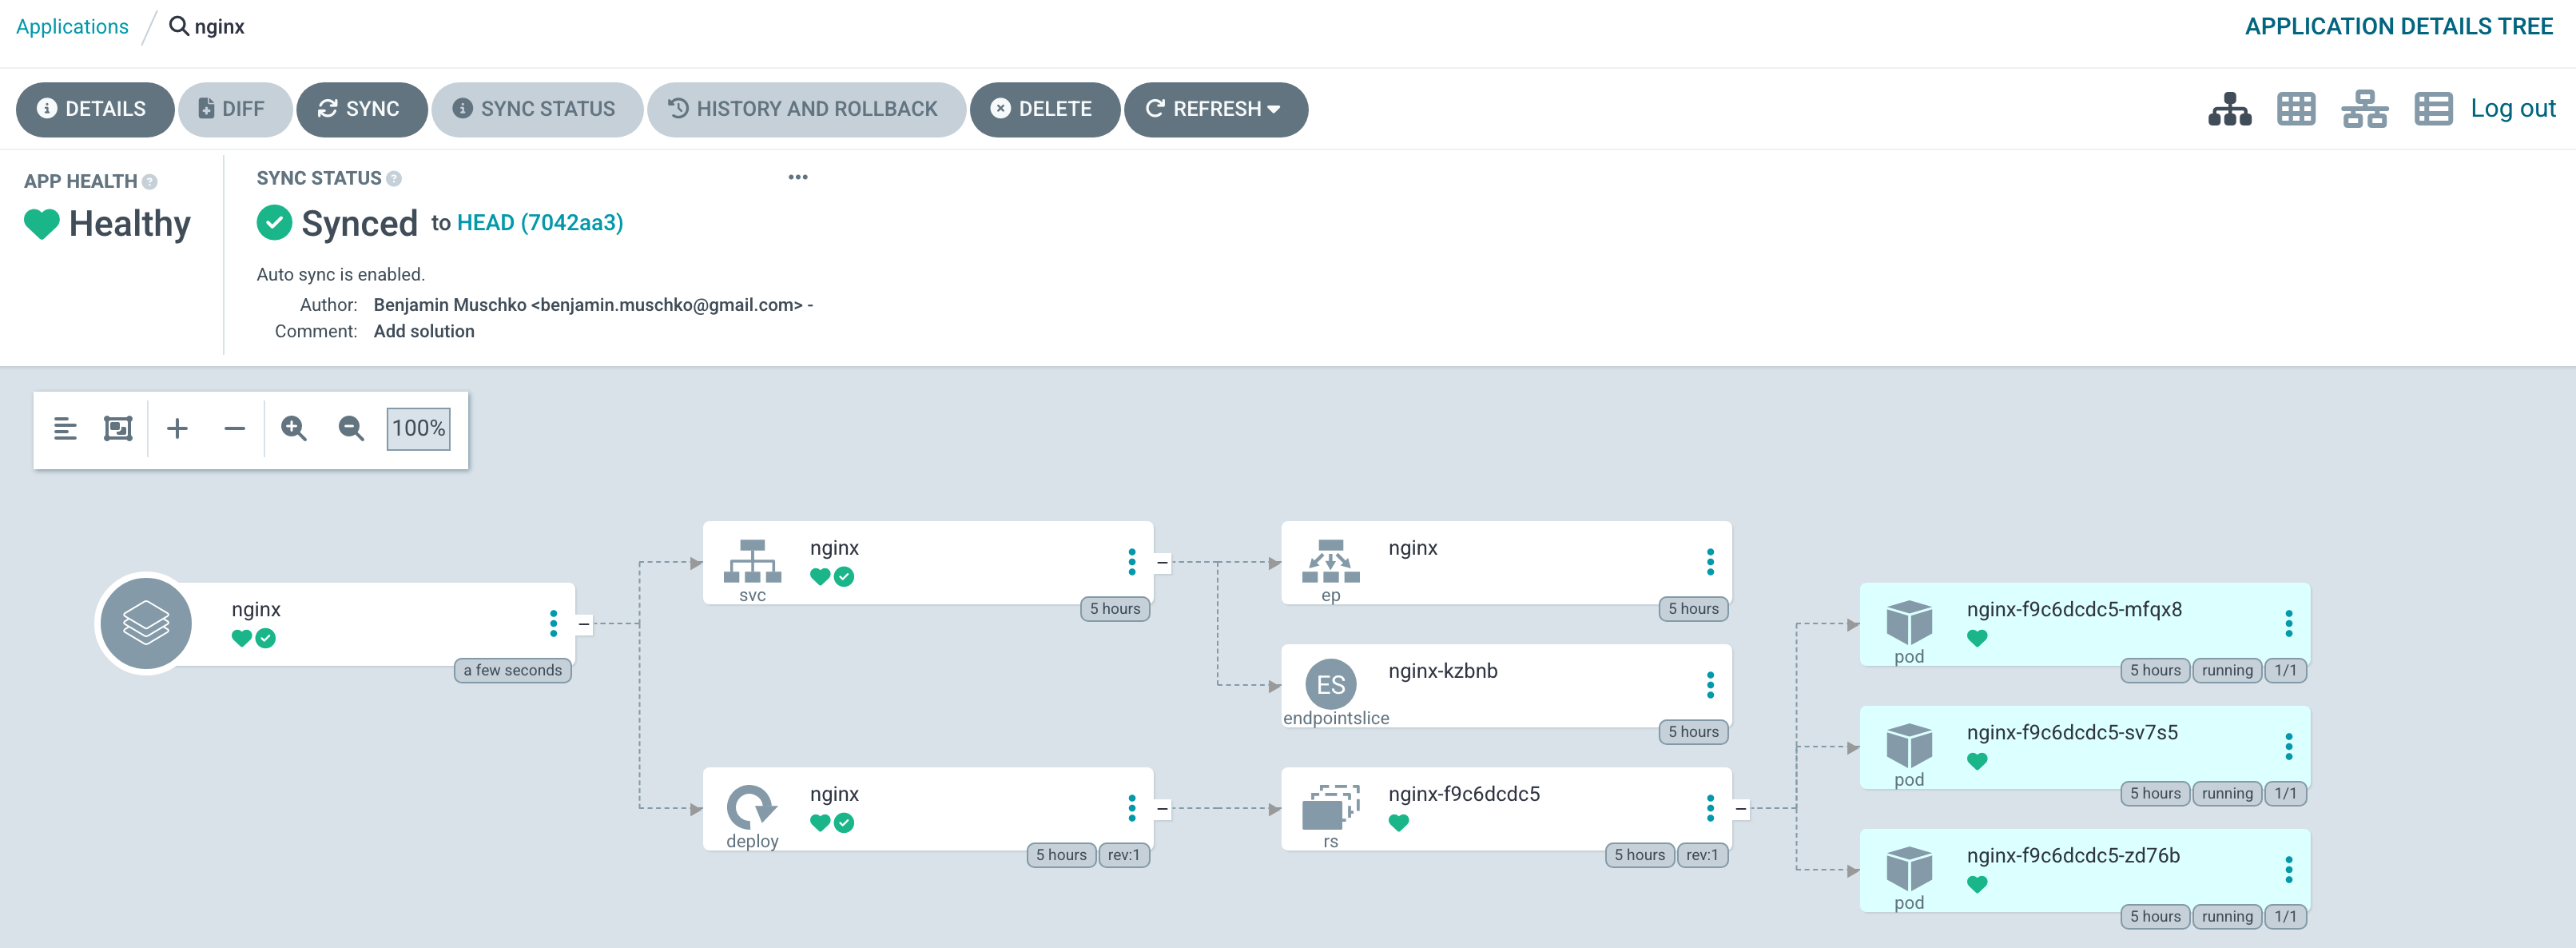 Applications / nginx
APPLICATION DETAILS TREE
DETAILS DIFF SYNC SYNC STATUS HISTORY AND ROLLBACK DELETE REFRESH
Log out
APP HEALTH ?
Healthy
SYNC STATUS ?
Synced to HEAD (7042aa3)
Auto sync is enabled.
Author: Benjamin Muschko <benjamin.muschko@gmail.com> -
Comment: Add solution
100%
nginx
a few seconds
nginx
svc
5 hours
nginx
deploy
5 hours rev:1
nginx
ep
5 hours
ES
nginx-kzbnb
endpointslice
5 hours
nginx-f9c6dcdc5
rs
5 hours rev:1
nginx-f9c6dcdc5-mfqx8
pod
5 hours running 1/1
nginx-f9c6dcdc5-sv7s5
pod
5 hours running 1/1
nginx-f9c6dcdc5-zd76b
pod
5 hours running 1/1